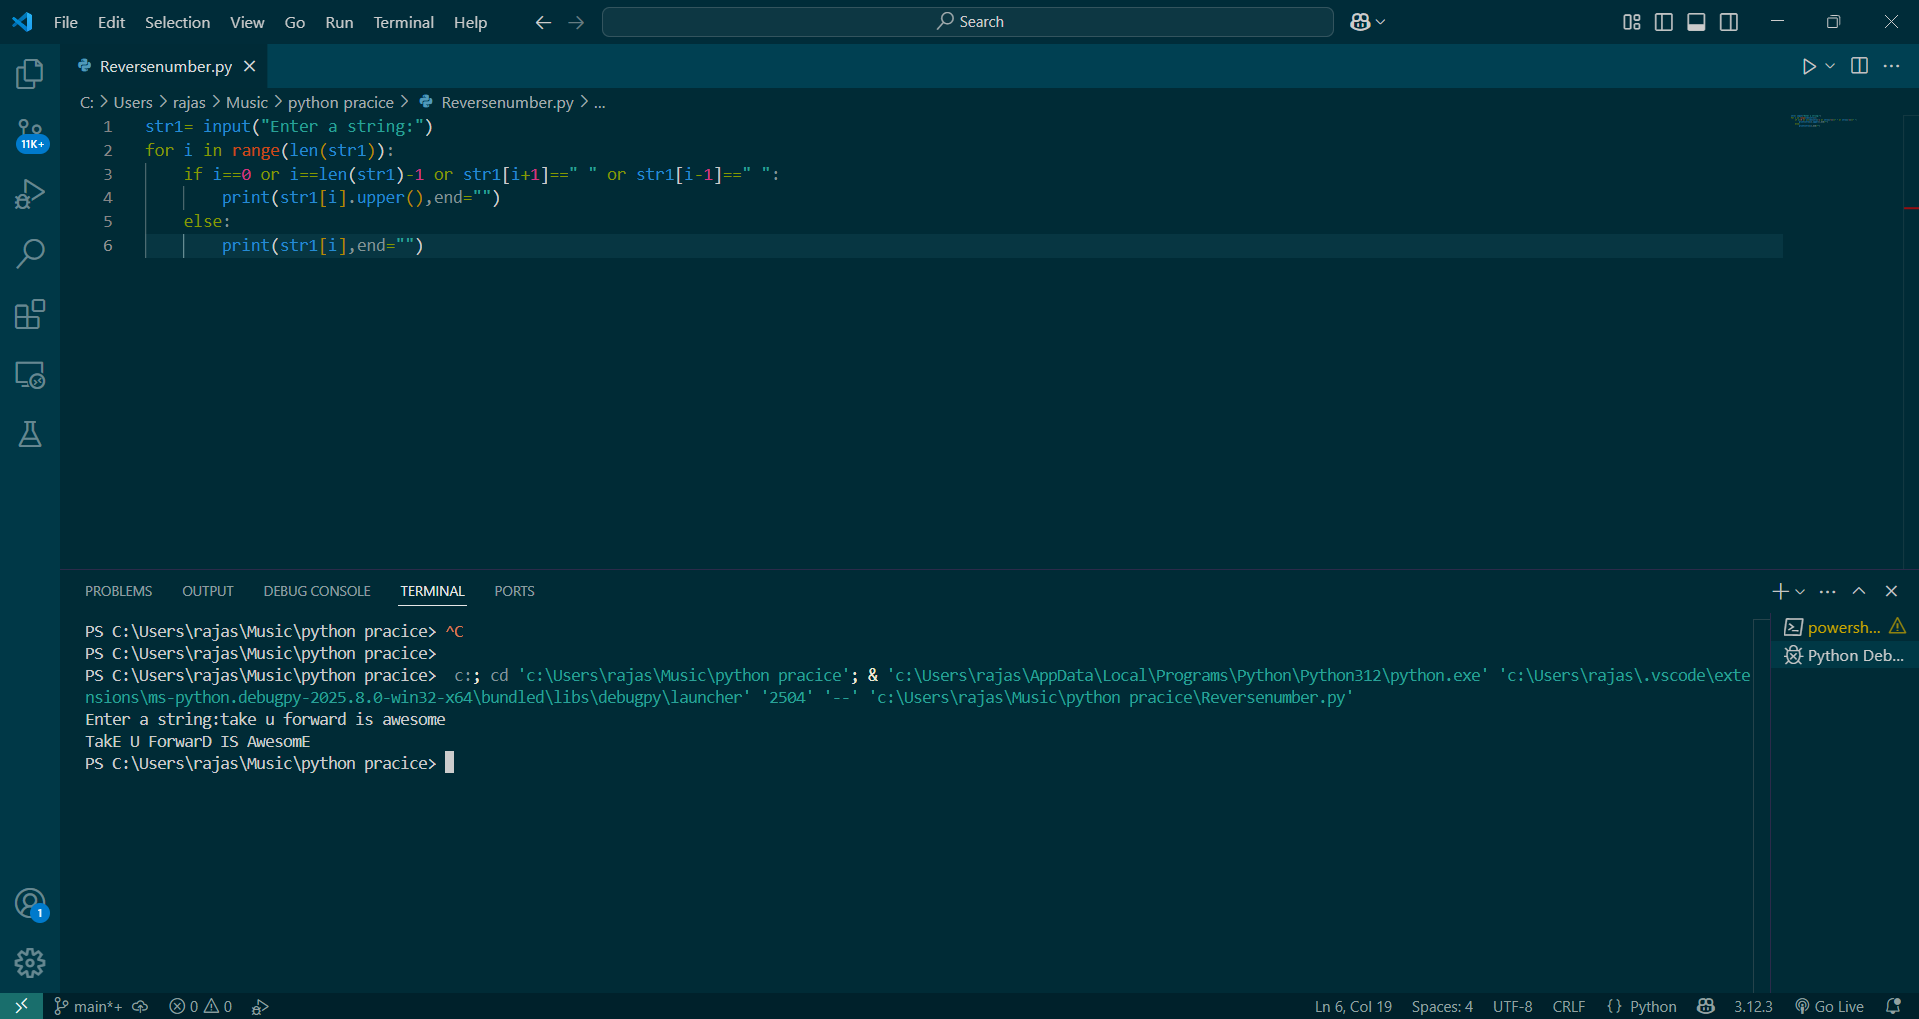 File Edit Selection View Go Run Terminal Help Search
Reversenumber.py
C: > Users > rajas > Music > python pracice > Reversenumber.py > ...
1 str1= input("Enter a string:")
2 for i in range(len(str1)):
3 if i==0 or i==len(str1)-1 or str1[i+1]==" " or str1[i-1]==" ":
4 print(str1[i].upper(),end="")
5 else:
6 print(str1[i],end="")
11K+
PROBLEMS OUTPUT DEBUG CONSOLE TERMINAL PORTS
PS C:\Users\rajas\Music\python pracice> ^C
PS C:\Users\rajas\Music\python pracice>
PS C:\Users\rajas\Music\python pracice> c:; cd 'c:\Users\rajas\Music\python pracice'; & 'c:\Users\rajas\AppData\Local\Programs\Python\Python312\python.exe' 'c:\Users\rajas\.vscode\exte
nsions\ms-python.debugpy-2025.8.0-win32-x64\bundled\libs\debugpy\launcher' '2504' '--' 'c:\Users\rajas\Music\python pracice\Reversenumber.py'
Enter a string:take u forward is awesome
TakE U ForwarD IS AwesomE
PS C:\Users\rajas\Music\python pracice>
powersh...
Python Deb...
1
main*+ 0 0 Ln 6, Col 19 Spaces: 4 UTF-8 CRLF {} Python 3.12.3 Go Live